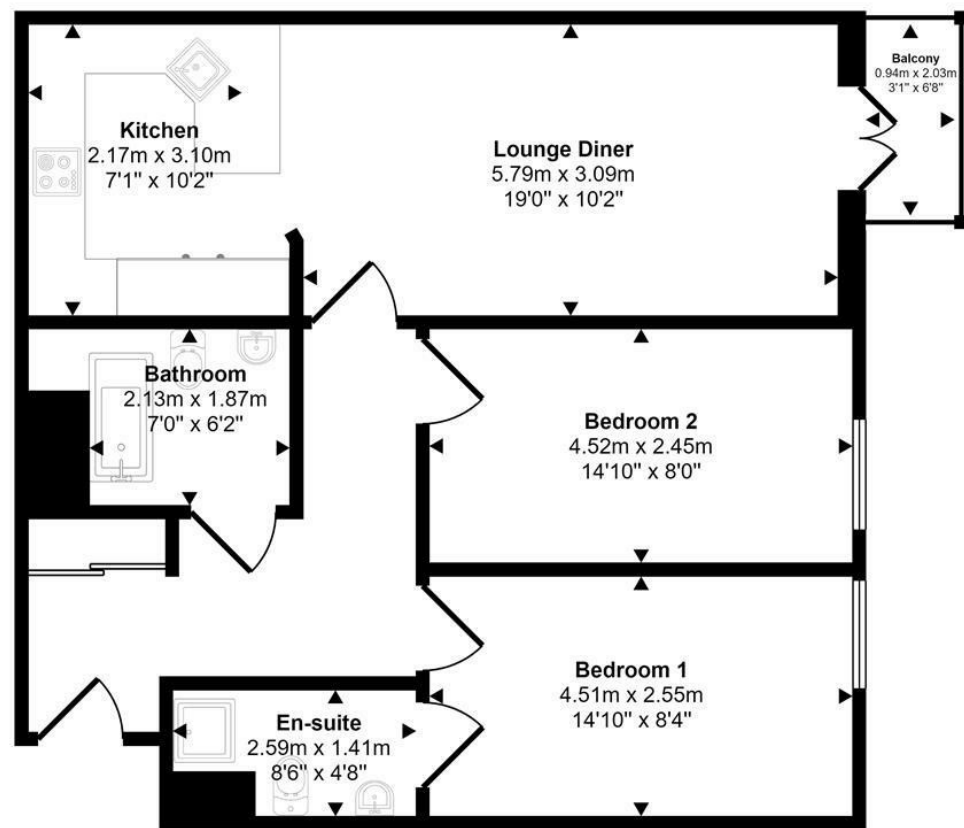 Balcony
0.94m x 2.03m
3'1" x 6'8"
Kitchen
2.17m x 3.10m
7'1" x 10'2"
Lounge Diner
5.79m x 3.09m
19'0" x 10'2"
Bathroom
2.13m x 1.87m
7'0" x 6'2"
Bedroom 2
4.52m x 2.45m
14'10" x 8'0"
Bedroom 1
4.51m x 2.55m
14'10" x 8'4"
En-suite
2.59m x 1.41m
8'6" x 4'8"